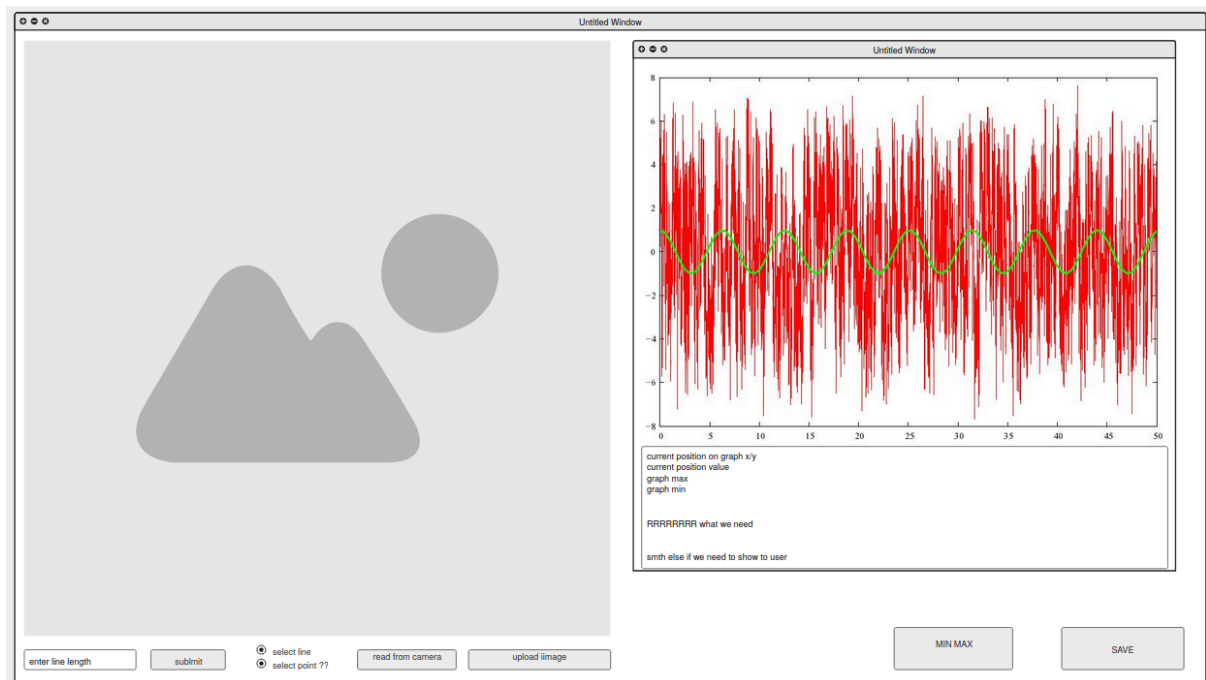 Untitled Window
Untitled Window
8
6
4
2
0
−2
−4
−6
−8
0 5 10 15 20 25 30 35 40 45 50
current position on graph x/y
current position value
graph max
graph min
RRRRRRRR what we need
smth else if we need to show to user
enter line length
sublmit
select line
select point ??
read from camera
upload iimage
MIN MAX
SAVE